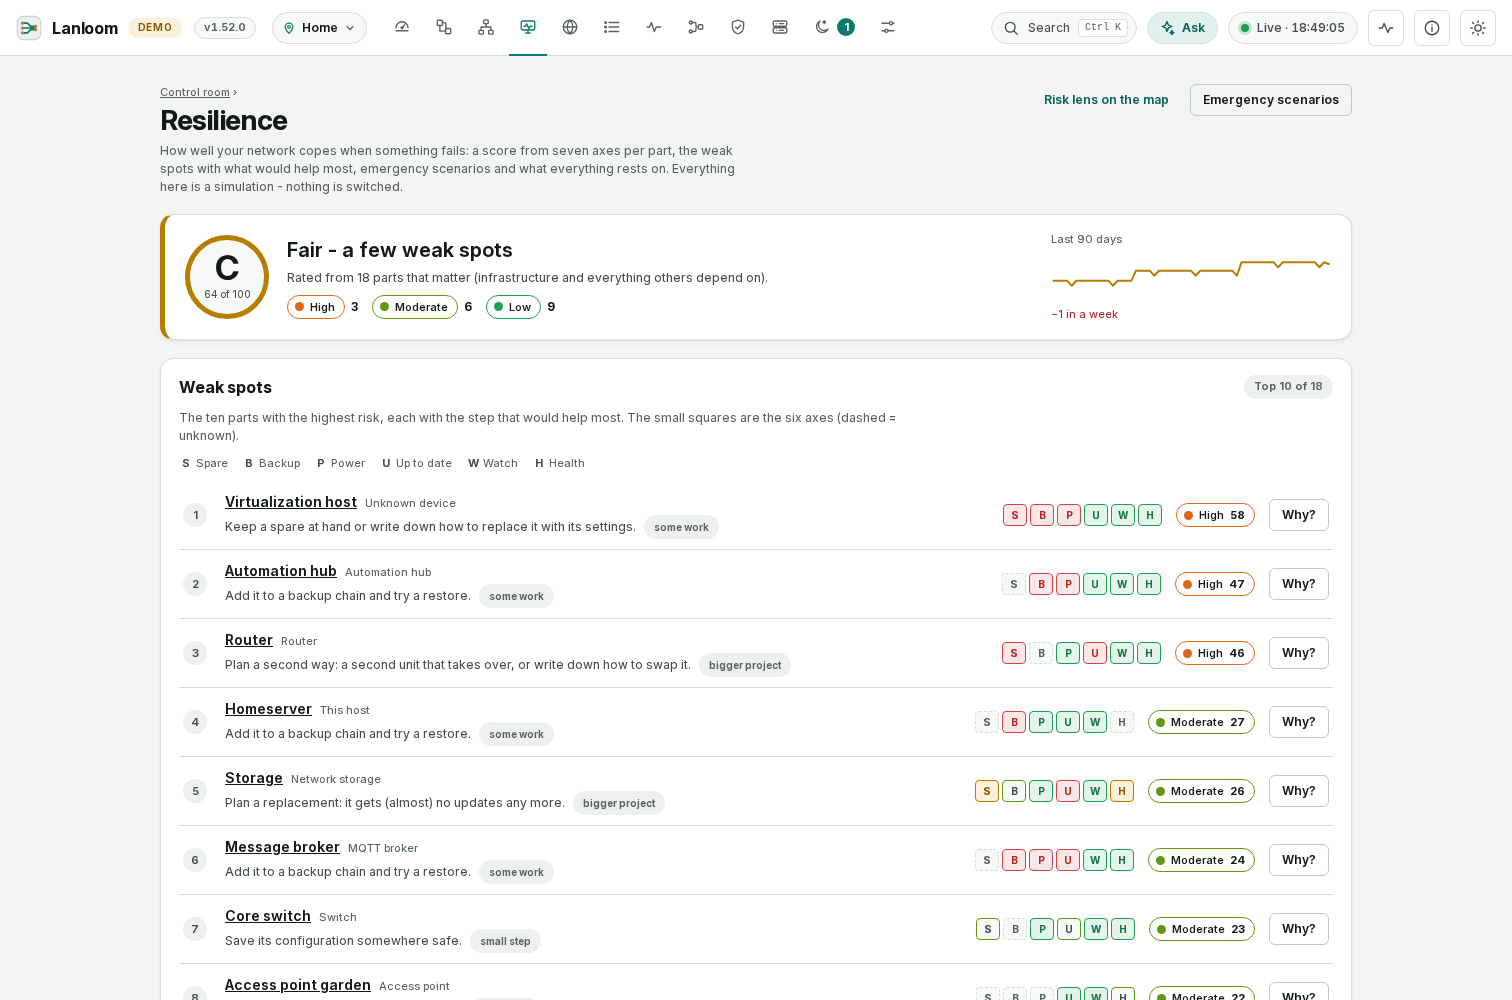 Lanloom DEMO v1.52.0 Home 1 Search Ctrl K Ask Live · 18:49:05
Control room ›
Resilience
Risk lens on the map Emergency scenarios
How well your network copes when something fails: a score from seven axes per part, the weak
spots with what would help most, emergency scenarios and what everything rests on. Everything
here is a simulation - nothing is switched.
C
64 of 100
Fair - a few weak spots
Rated from 18 parts that matter (infrastructure and everything others depend on).
High 3 Moderate 6 Low 9
Last 90 days
−1 in a week
Weak spots
Top 10 of 18
The ten parts with the highest risk, each with the step that would help most. The small squares are the six axes (dashed =
unknown).
S Spare B Backup P Power U Up to date W Watch H Health
1 Virtualization host Unknown device
Keep a spare at hand or write down how to replace it with its settings. some work
S B P U W H High 58 Why?
2 Automation hub Automation hub
Add it to a backup chain and try a restore. some work
S B P U W H High 47 Why?
3 Router Router
Plan a second way: a second unit that takes over, or write down how to swap it. bigger project
S B P U W H High 46 Why?
4 Homeserver This host
Add it to a backup chain and try a restore. some work
S B P U W H Moderate 27 Why?
5 Storage Network storage
Plan a replacement: it gets (almost) no updates any more. bigger project
S B P U W H Moderate 26 Why?
6 Message broker MQTT broker
Add it to a backup chain and try a restore. some work
S B P U W H Moderate 24 Why?
7 Core switch Switch
Save its configuration somewhere safe. small step
S B P U W H Moderate 23 Why?
8 Access point garden Access point
S B P U W H Moderate 22 Why?